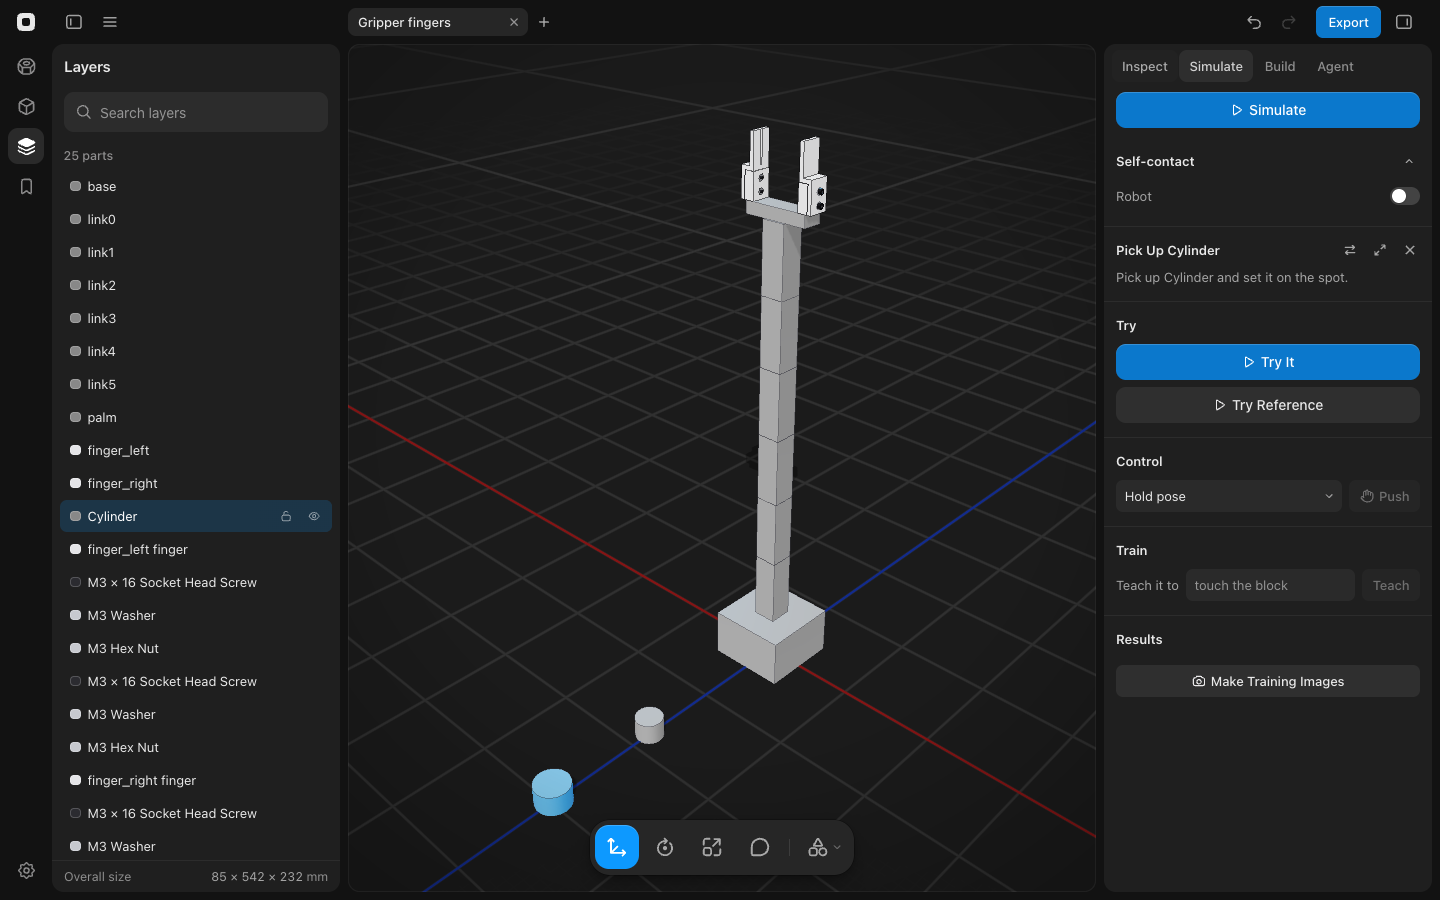 Gripper fingers
Export
Layers
Search layers
25 parts
base
link0
link1
link2
link3
link4
link5
palm
finger_left
finger_right
Cylinder
finger_left finger
M3 × 16 Socket Head Screw
M3 Washer
M3 Hex Nut
M3 × 16 Socket Head Screw
M3 Washer
M3 Hex Nut
finger_right finger
M3 × 16 Socket Head Screw
M3 Washer
Overall size 85 × 542 × 232 mm
Inspect Simulate Build Agent
Simulate
Self-contact
Robot
Pick Up Cylinder
Pick up Cylinder and set it on the spot.
Try
Try It
Try Reference
Control
Hold pose Push
Train
Teach it to touch the block Teach
Results
Make Training Images